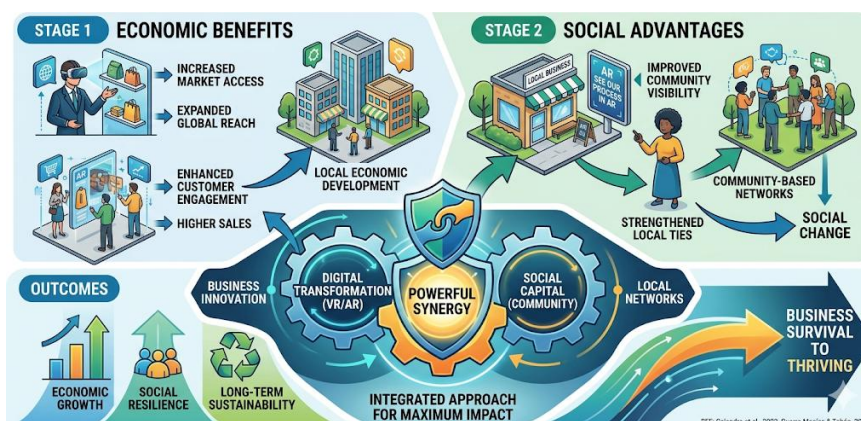 STAGE 1
ECONOMIC BENEFITS
INCREASED
MARKET ACCESS
EXPANDED
GLOBAL REACH
ENHANCED
CUSTOMER
ENGAGEMENT
HIGHER SALES
AR
LOCAL ECONOMIC
DEVELOPMENT
STAGE 2
SOCIAL ADVANTAGES
LOCAL BUSINESS
AR
SEE OUR
PROCESS
IN AR
IMPROVED
COMMUNITY
VISIBILITY
STRENGTHENED
LOCAL TIES
COMMUNITY-BASED
NETWORKS
SOCIAL
CHANGE
BUSINESS
INNOVATION
DIGITAL
TRANSFORMATION
(VR/AR)
POWERFUL
SYNERGY
SOCIAL
CAPITAL
(COMMUNITY)
LOCAL
NETWORKS
INTEGRATED APPROACH
FOR MAXIMUM IMPACT
OUTCOMES
ECONOMIC
GROWTH
SOCIAL
RESILIENCE
LONG-TERM
SUSTAINABILITY
BUSINESS
SURVIVAL
TO
THRIVING